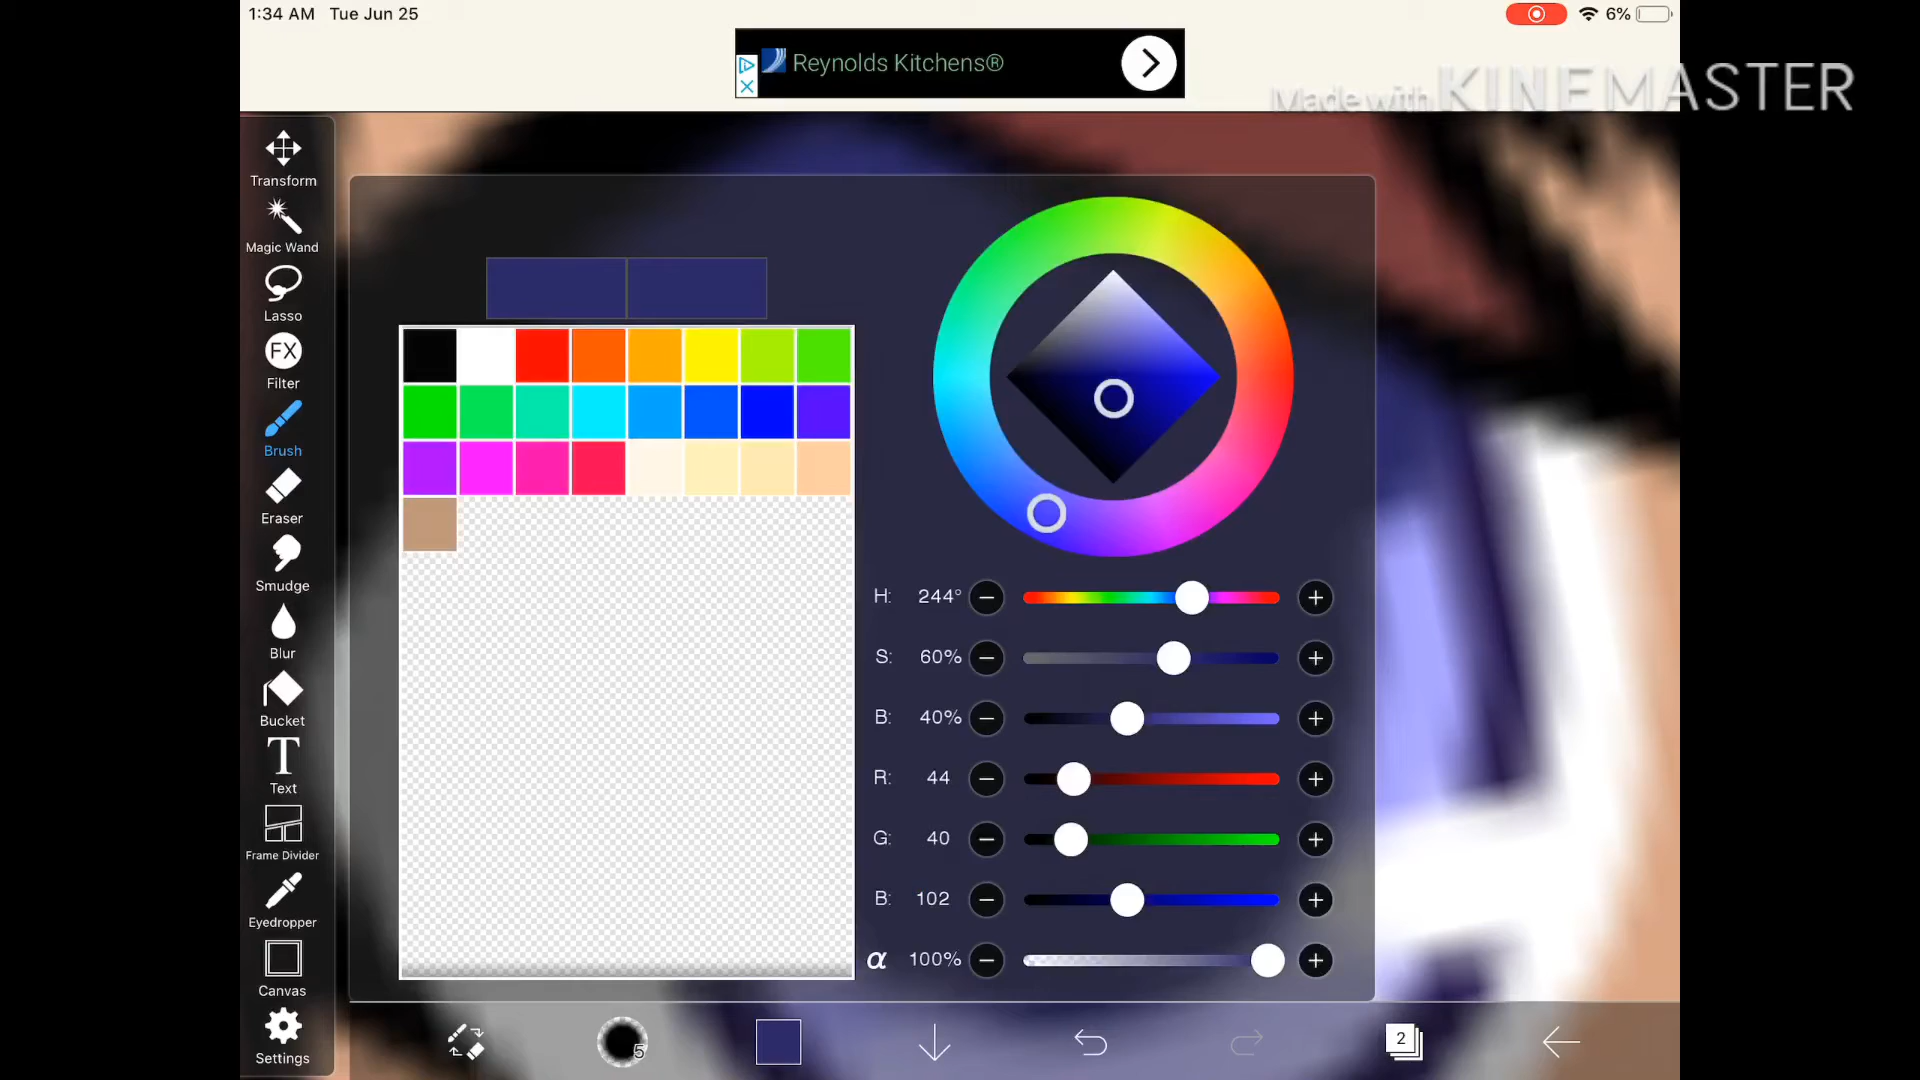 1:34 AM Tue Jun 25
6%
Reynolds Kitchens®
Made with KINEMASTER
Transform
Magic Wand
Lasso
FX
Filter
Brush
Eraser
Smudge
Blur
Bucket
T
Text
Frame Divider
Eyedropper
Canvas
Settings
H: 244°
S: 60%
B: 40%
R: 44
G: 40
B: 102
α 100%
5
2